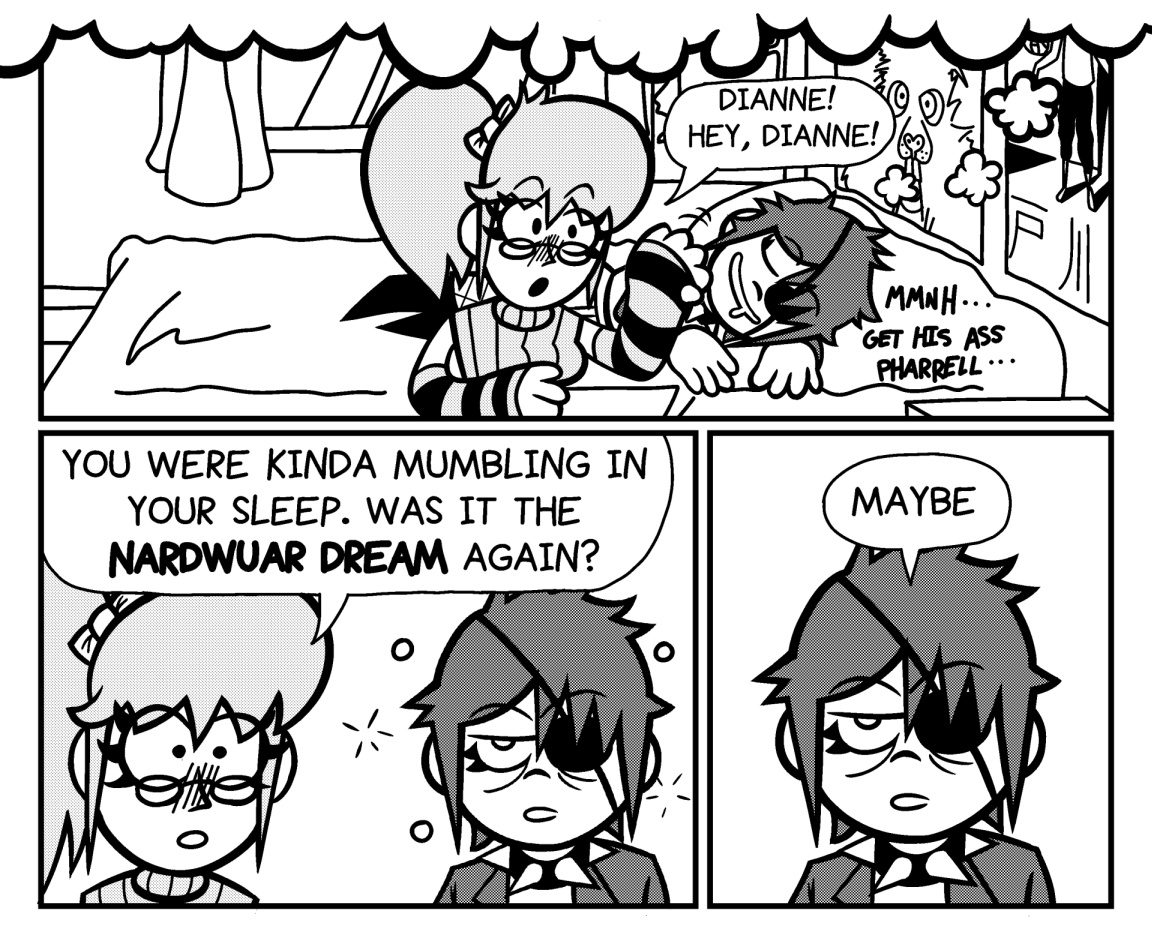 DIANNE!
HEY, DIANNE!
MMNH...
GET HIS ASS
PHARRELL...
YOU WERE KINDA MUMBLING IN
YOUR SLEEP. WAS IT THE
NARDWUAR DREAM AGAIN?
MAYBE